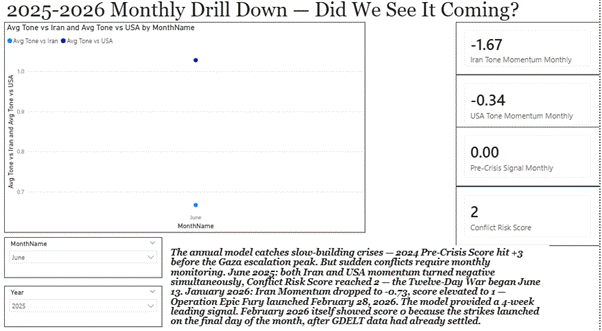 2025-2026 Monthly Drill Down — Did We See It Coming?
Avg Tone vs Iran and Avg Tone vs USA by MonthName
Avg Tone vs Iran Avg Tone vs USA
Avg Tone vs Iran and Avg Tone vs USA
1.0
0.9
0.8
0.7
June
MonthName
-1.67
Iran Tone Momentum Monthly
-0.34
USA Tone Momentum Monthly
0.00
Pre-Crisis Signal Monthly
2
Conflict Risk Score
MonthName
June
Year
2025
The annual model catches slow-building crises — 2024 Pre-Crisis Score hit +3
before the Gaza escalation peak. But sudden conflicts require monthly
monitoring. June 2025: both Iran and USA momentum turned negative
simultaneously, Conflict Risk Score reached 2 — the Twelve-Day War began June
13. January 2026: Iran Momentum dropped to -0.73, score elevated to 1 —
Operation Epic Fury launched February 28, 2026. The model provided a 4-week
leading signal. February 2026 itself showed score 0 because the strikes launched
on the final day of the month, after GDELT data had already settled.